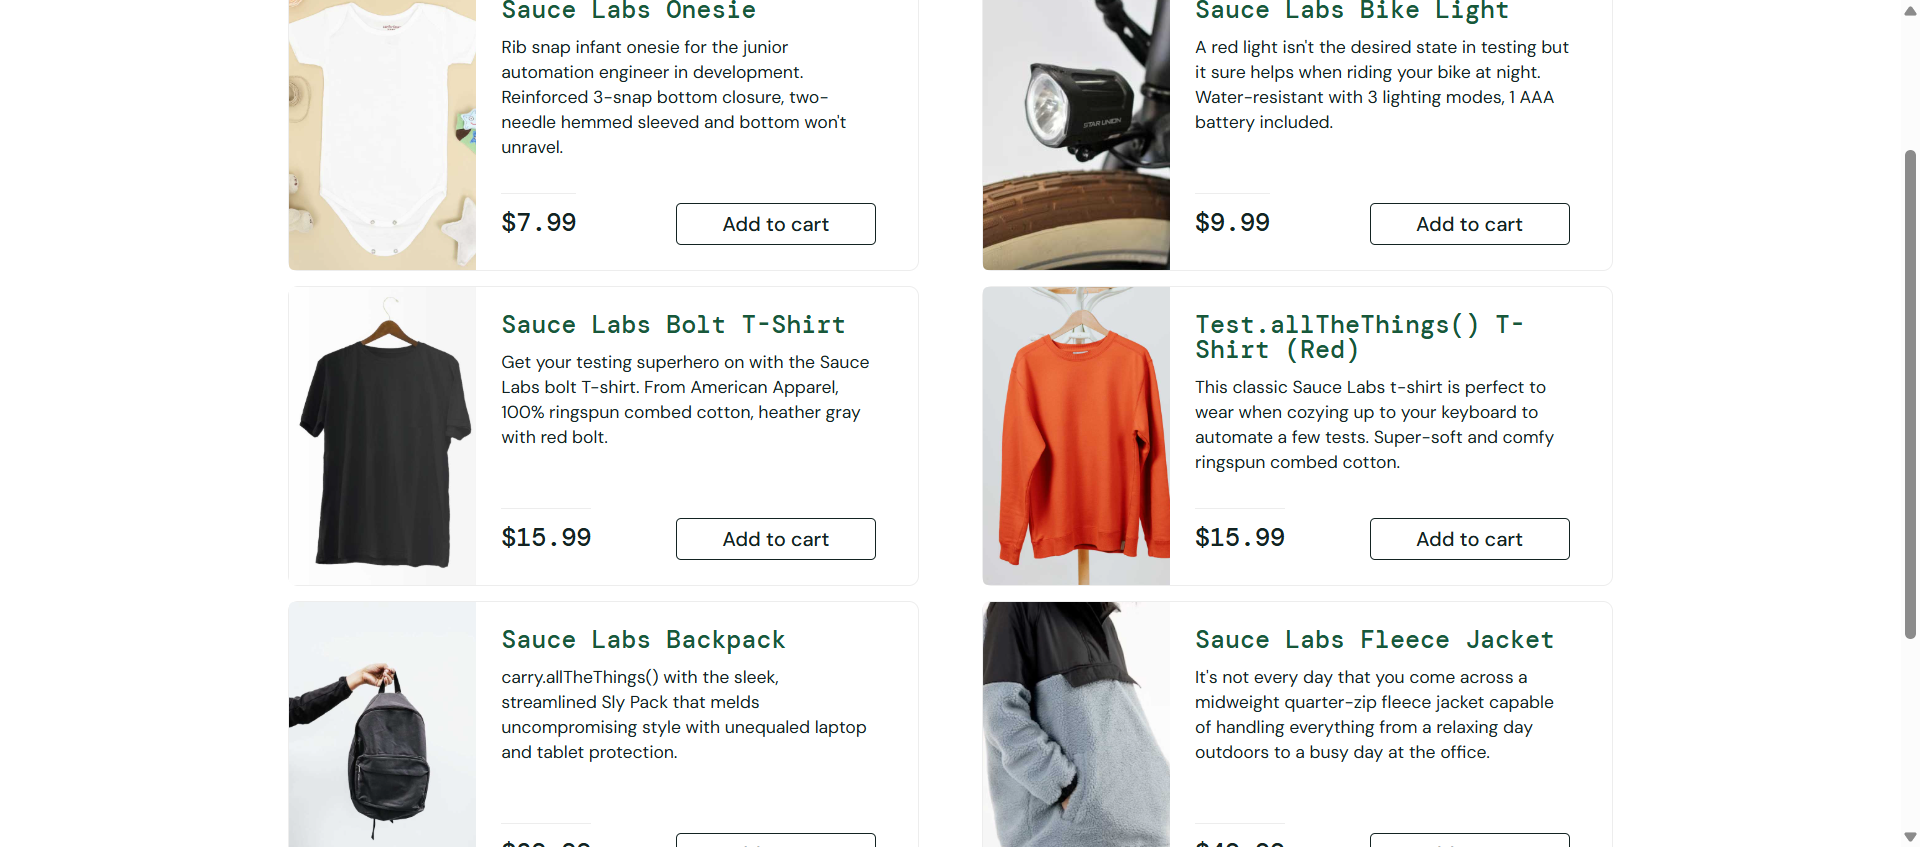 Sauce Labs Onesie
Rib snap infant onesie for the junior
automation engineer in development.
Reinforced 3-snap bottom closure, two-
needle hemmed sleeved and bottom won't
unravel.
$7.99
Add to cart
Sauce Labs Bike Light
A red light isn't the desired state in testing but
it sure helps when riding your bike at night.
Water-resistant with 3 lighting modes, 1 AAA
battery included.
STAR UNION
$9.99
Add to cart
Sauce Labs Bolt T-Shirt
Get your testing superhero on with the Sauce
Labs bolt T-shirt. From American Apparel,
100% ringspun combed cotton, heather gray
with red bolt.
$15.99
Add to cart
Test.allTheThings() T-
Shirt (Red)
This classic Sauce Labs t-shirt is perfect to
wear when cozying up to your keyboard to
automate a few tests. Super-soft and comfy
ringspun combed cotton.
$15.99
Add to cart
Sauce Labs Backpack
carry.allTheThings() with the sleek,
streamlined Sly Pack that melds
uncompromising style with unequaled laptop
and tablet protection.
Sauce Labs Fleece Jacket
It's not every day that you come across a
midweight quarter-zip fleece jacket capable
of handling everything from a relaxing day
outdoors to a busy day at the office.